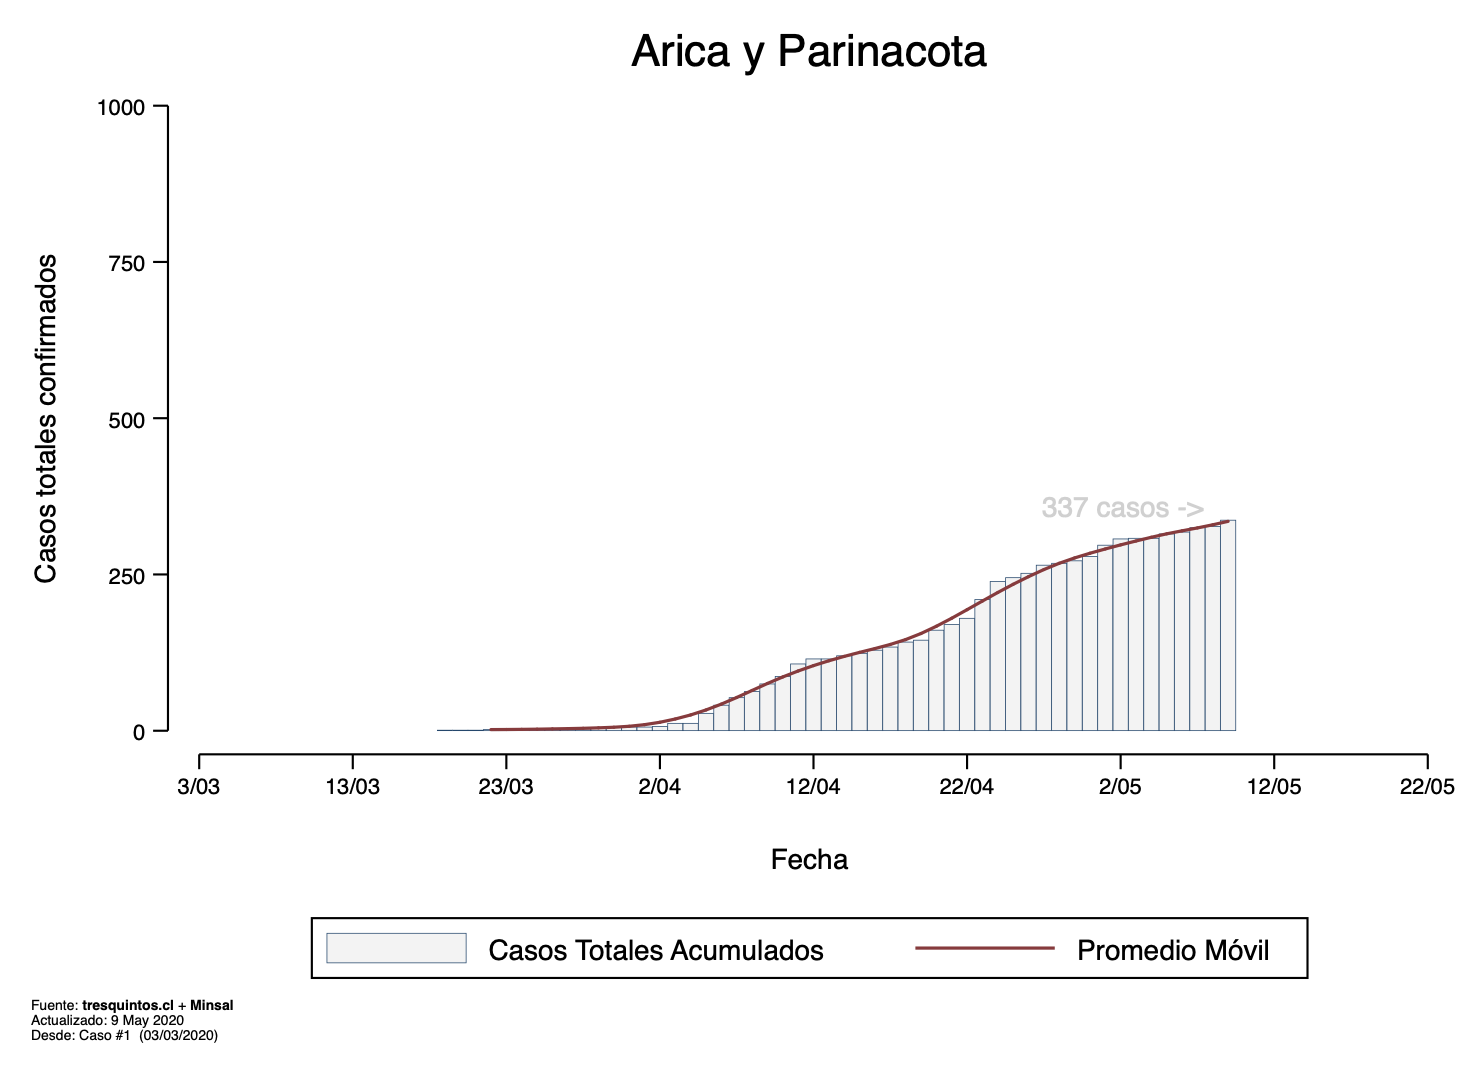 Arica y Parinacota
1000
750
500
250
0
Casos totales confirmados
337 casos ->
3/03 13/03 23/03 2/04 12/04 22/04 2/05 12/05 22/05
Fecha
Casos Totales Acumulados Promedio Móvil
Fuente: tresquintos.cl + Minsal
Actualizado: 9 May 2020
Desde: Caso #1 (03/03/2020)